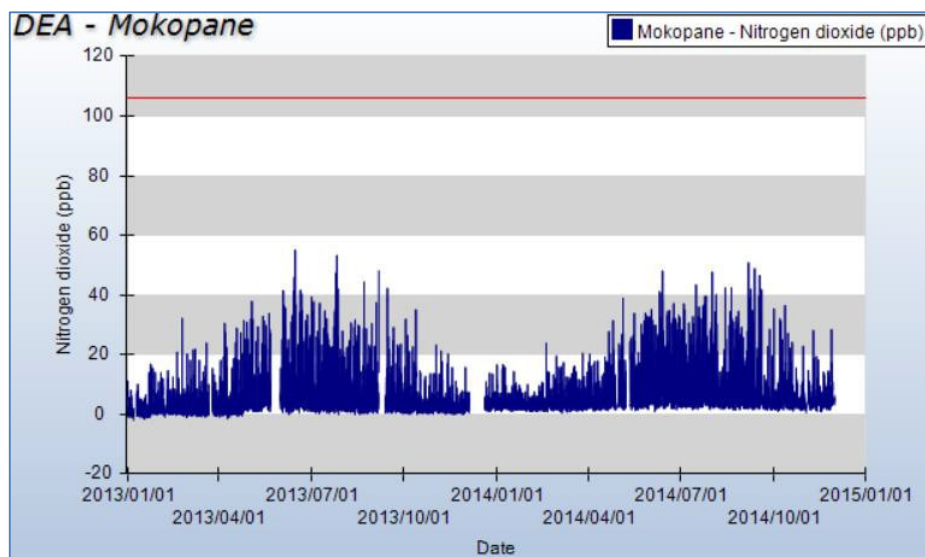 DEA - Mokopane
Mokopane - Nitrogen dioxide (ppb)
120
100
80
60
40
20
0
-20
Nitrogen dioxide (ppb)
2013/01/01 2013/07/01 2014/01/01 2014/07/01 2015/01/01
2013/04/01 2013/10/01 2014/04/01 2014/10/01
Date